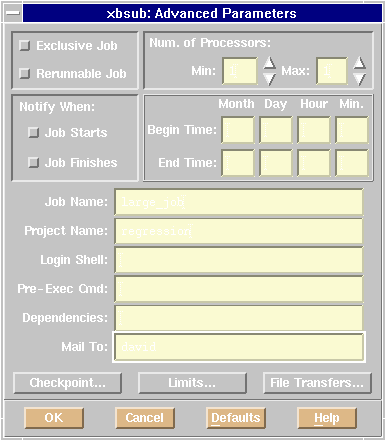 xbsub: Advanced Parameters
Exclusive Job
Rerunnable Job
Num. of Processors:
Min: 1 Max:
Notify When:
Job Starts
Job Finishes
Month Day Hour Min.
Begin Time:
End Time:
Job Name: large_job
Project Name: regression
Login Shell:
Pre-Exec Cmd:
Dependencies:
Mail To: david
Checkpoint... Limits... File Transfers...
OK Cancel Defaults Help